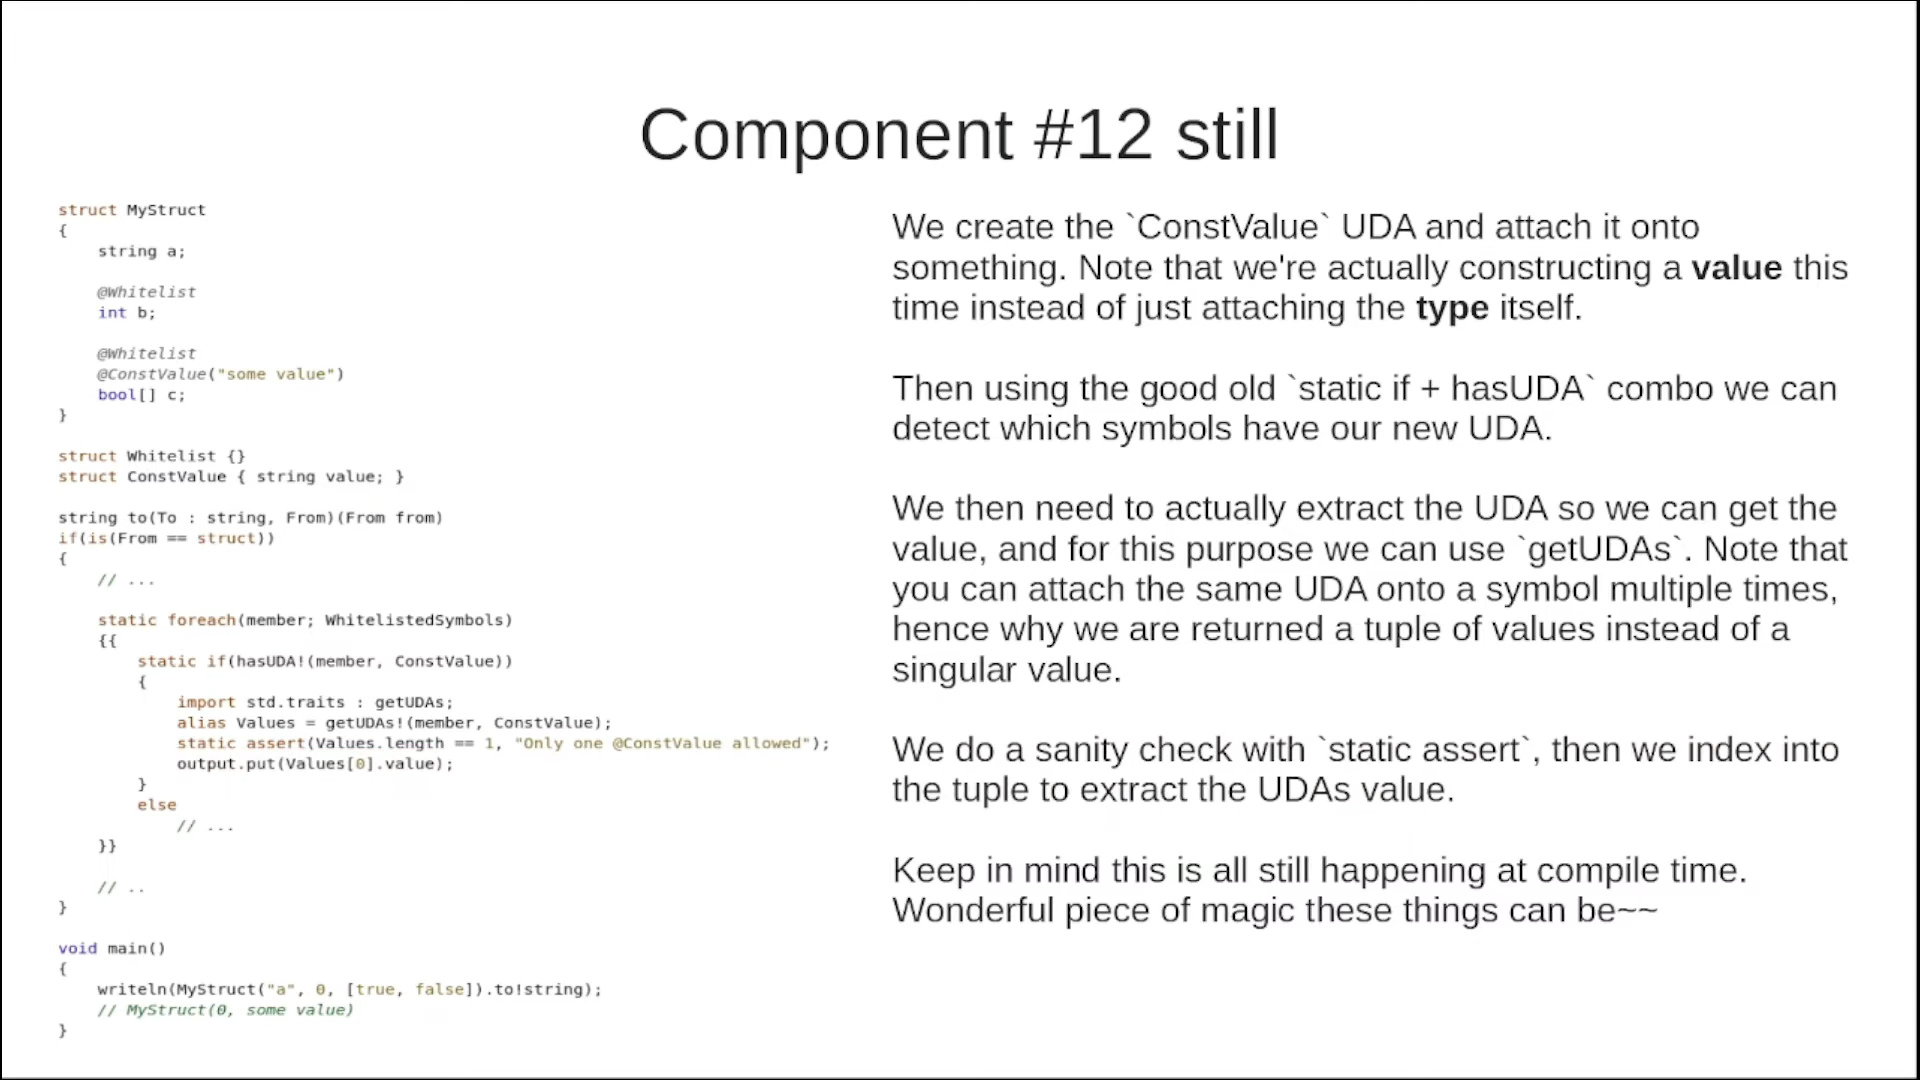 Component #12 still
struct MyStruct
{
    string a;

    @Whitelist
    int b;

    @Whitelist
    @ConstValue("some value")
    bool[] c;
}

struct Whitelist {}
struct ConstValue { string value; }

string to(To : string, From)(From from)
if(is(From == struct))
{
    // ...

    static foreach(member; WhitelistedSymbols)
    {{
        static if(hasUDA!(member, ConstValue))
        {
            import std.traits : getUDAs;
            alias Values = getUDAs!(member, ConstValue);
            static assert(Values.length == 1, "Only one @ConstValue allowed");
            output.put(Values[0].value);
        }
        else
            // ...
    }}

    // ..
}

void main()
{
    writeln(MyStruct("a", 0, [true, false]).to!string);
    // MyStruct(0, some value)
}
We create the `ConstValue` UDA and attach it onto
something. Note that we're actually constructing a value this
time instead of just attaching the type itself.

Then using the good old `static if + hasUDA` combo we can
detect which symbols have our new UDA.

We then need to actually extract the UDA so we can get the
value, and for this purpose we can use `getUDAs`. Note that
you can attach the same UDA onto a symbol multiple times,
hence why we are returned a tuple of values instead of a
singular value.

We do a sanity check with `static assert`, then we index into
the tuple to extract the UDAs value.

Keep in mind this is all still happening at compile time.
Wonderful piece of magic these things can be~~